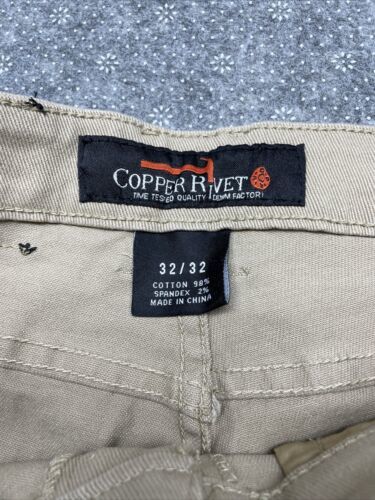 COPPER RIVET
TIME TESTED QUALITY DENIM FACTORY
32/32
COTTON 98%
SPANDEX 2%
MADE IN CHINA